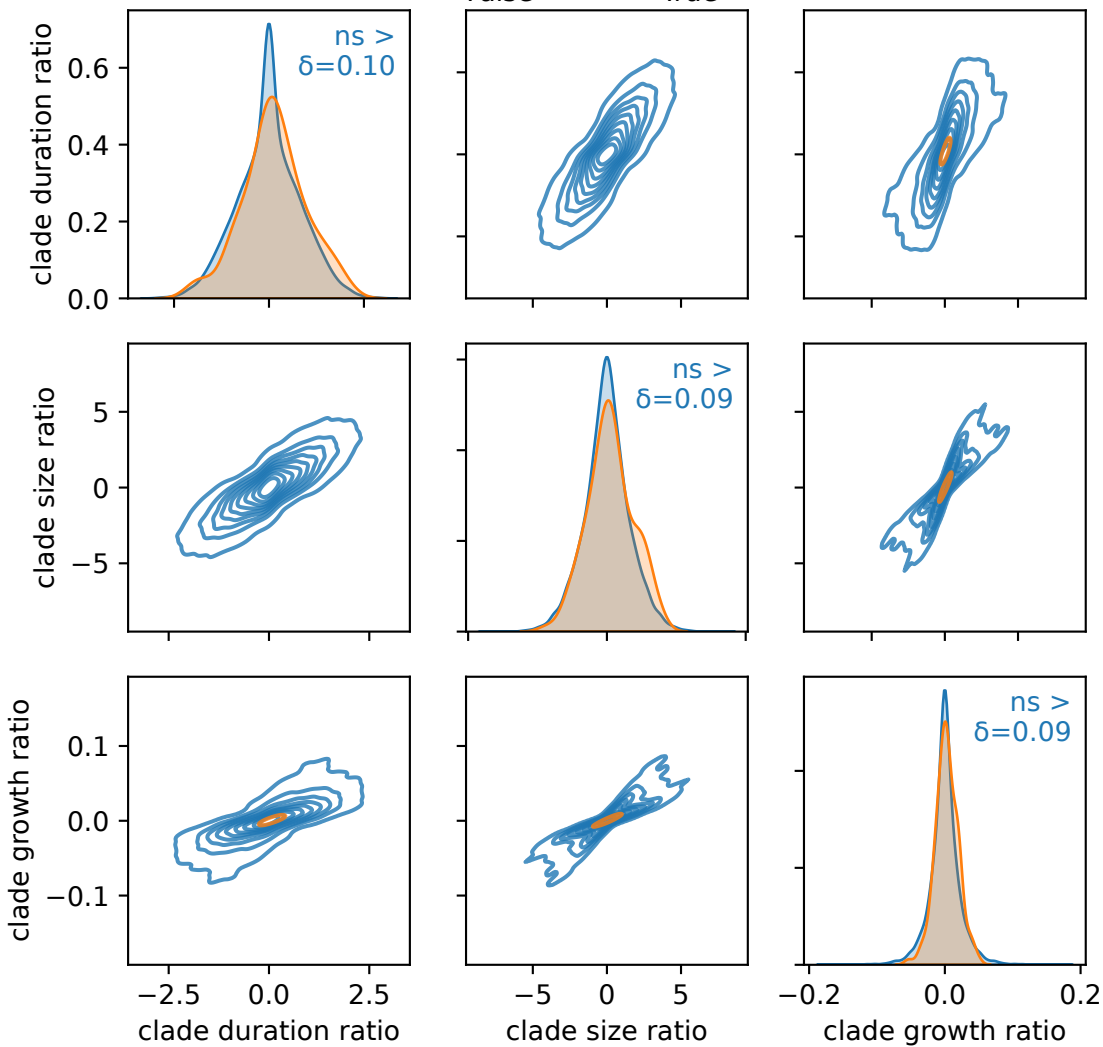 clade duration ratio
0.6
0.4
0.2
0.0
ns >
δ=0.10
clade size ratio
5
0
−5
ns >
δ=0.09
−5
0
5
clade growth ratio
0.1
0.0
−0.1
ns >
δ=0.09
−2.5
0.0
2.5
−5
0
5
−0.2
0.0
0.2
clade duration ratio
clade size ratio
clade growth ratio